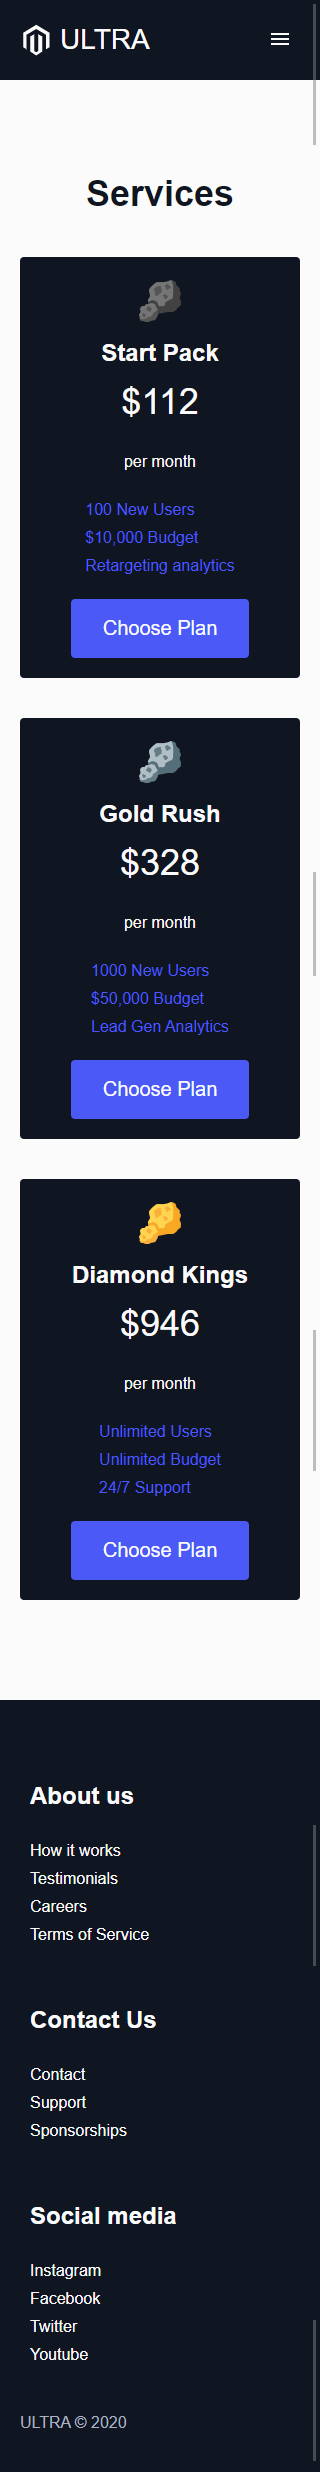 ULTRA
Services
Start Pack
$112
per month
100 New Users
$10,000 Budget
Retargeting analytics
Choose Plan
Gold Rush
$328
per month
1000 New Users
$50,000 Budget
Lead Gen Analytics
Choose Plan
Diamond Kings
$946
per month
Unlimited Users
Unlimited Budget
24/7 Support
Choose Plan
About us
How it works
Testimonials
Careers
Terms of Service
Contact Us
Contact
Support
Sponsorships
Social media
Instagram
Facebook
Twitter
Youtube
ULTRA © 2020